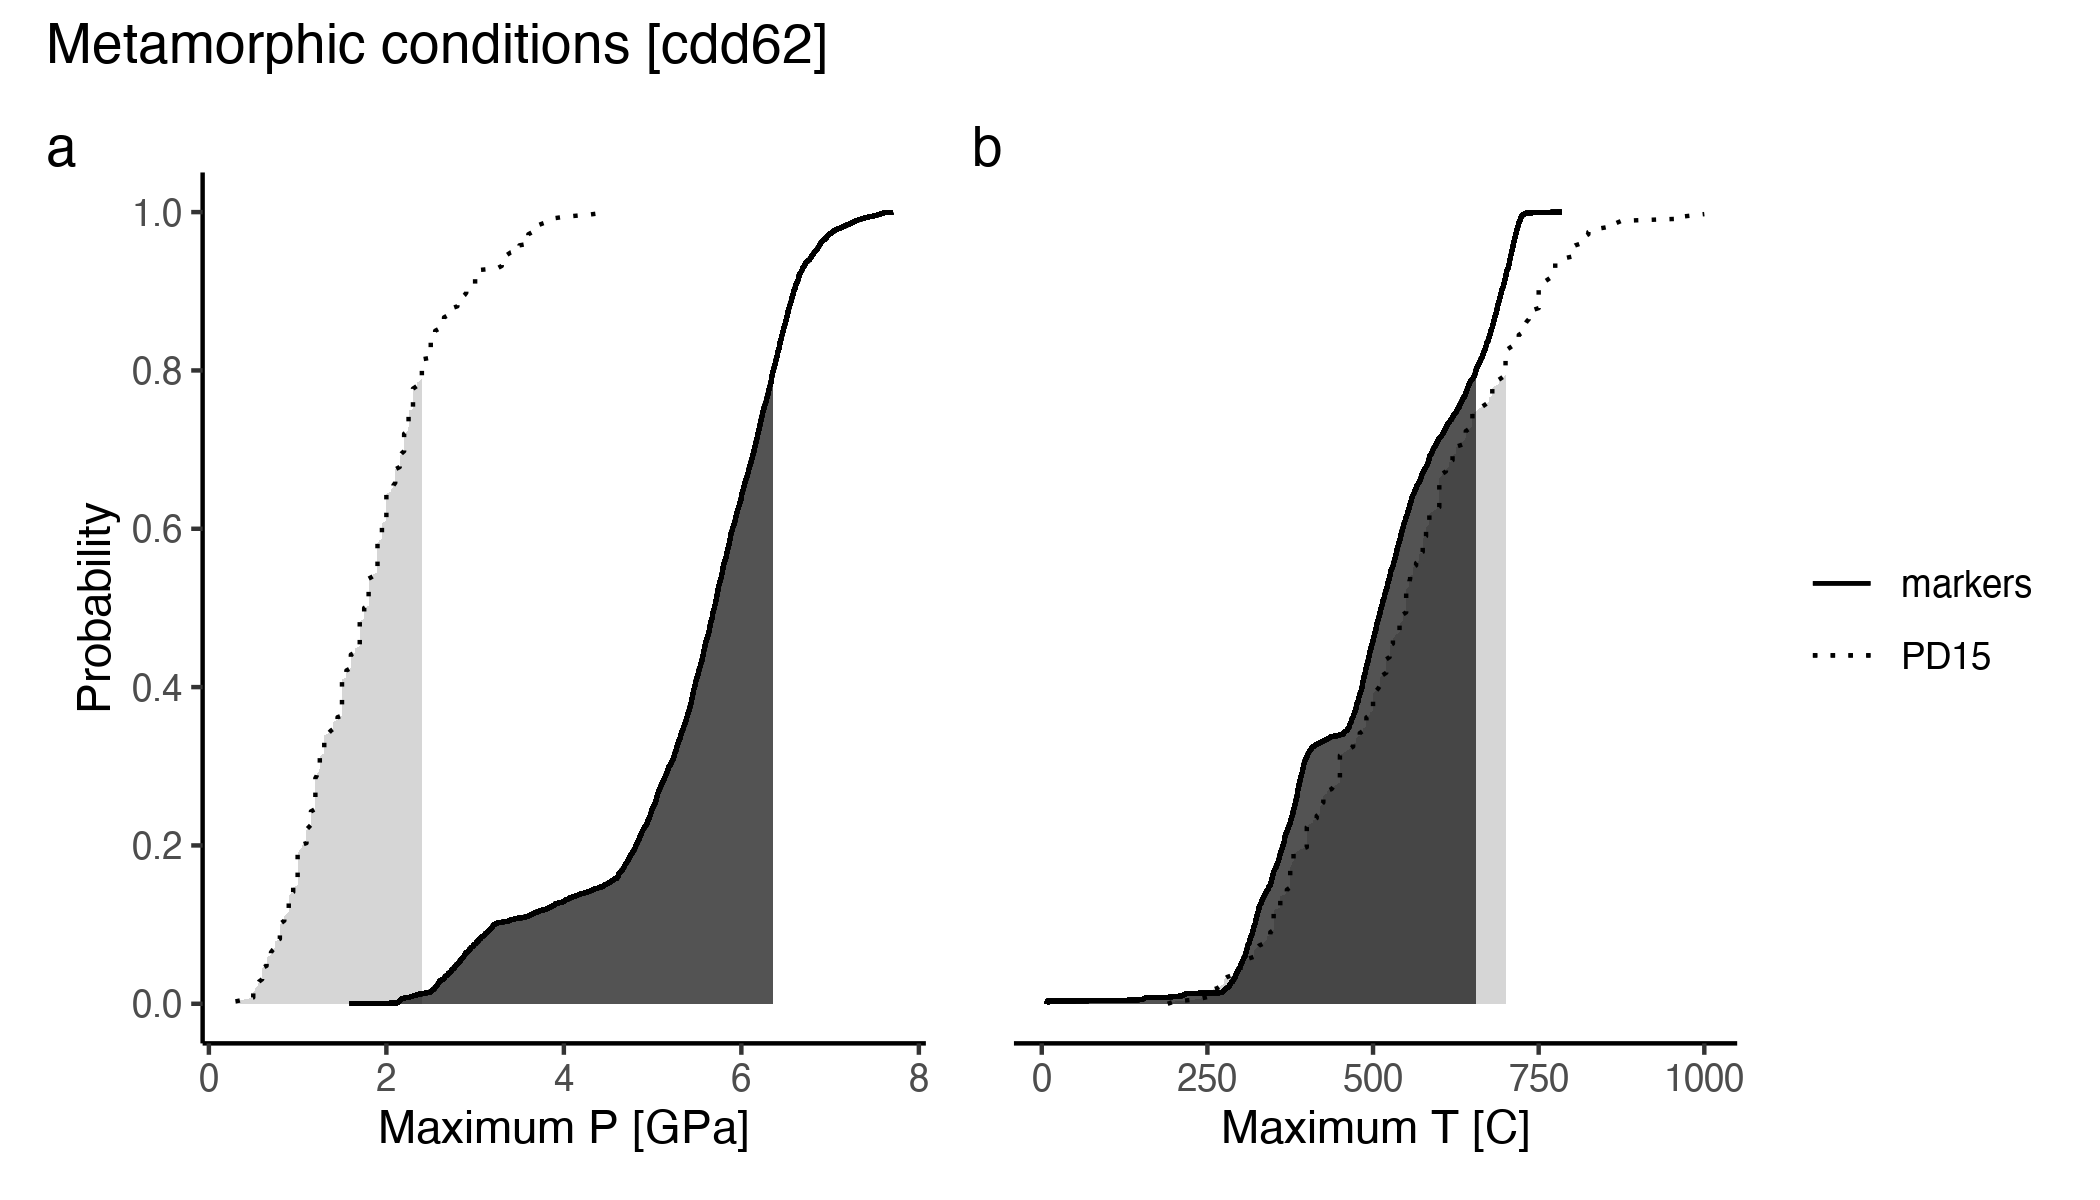 Metamorphic conditions [cdd62]
a
b
Probability
1.0
0.8
0.6
0.4
0.2
0.0
0 2 4 6 8
Maximum P [GPa]
0 250 500 750 1000
Maximum T [C]
markers
PD15